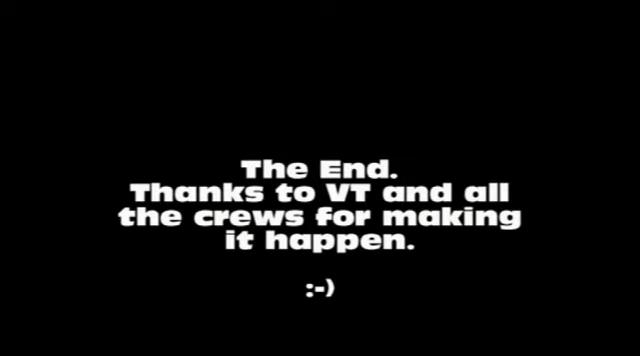 The End.
Thanks to VT and all
the crews for making
it happen.
:-)